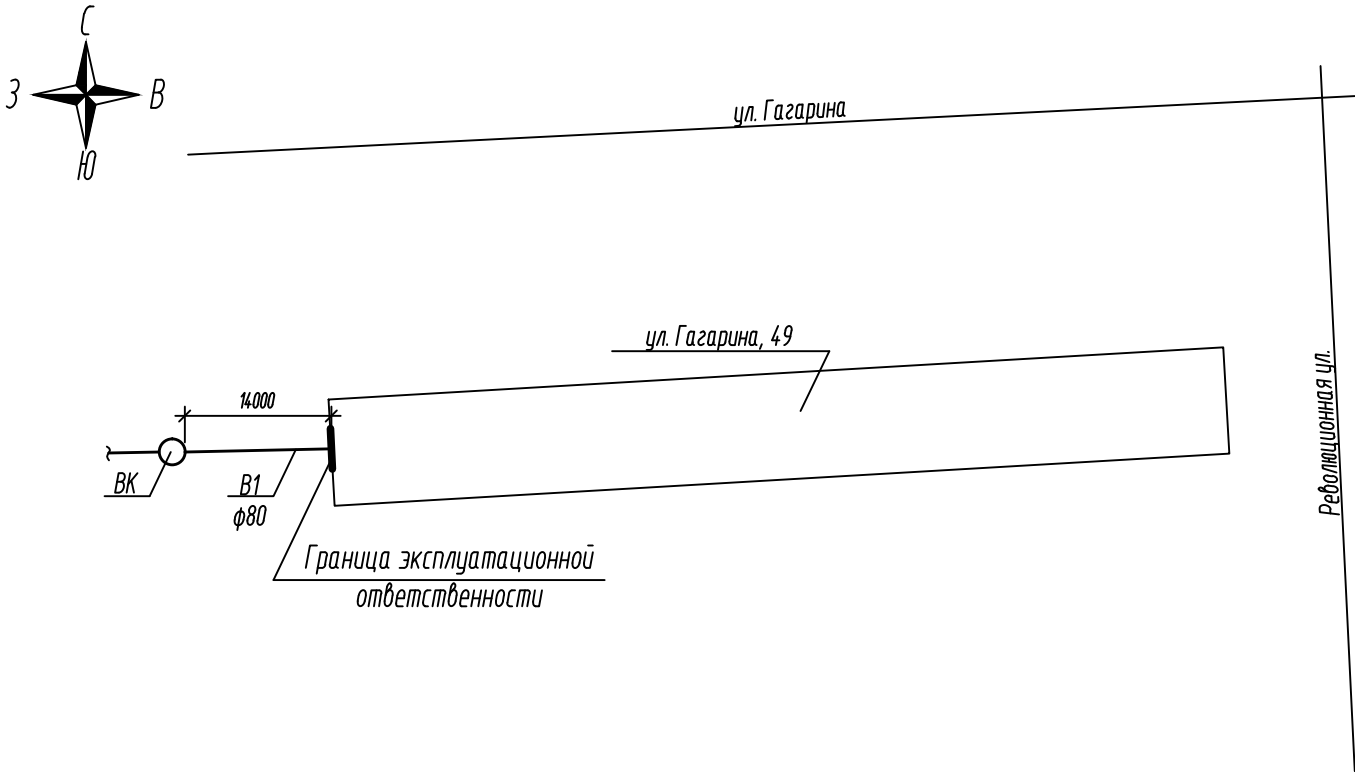 С
З
В
Ю
ул. Гагарина
ул. Гагарина, 49
Революционная ул.
14000
ВК
В1
ф80
Граница эксплуатационной
ответственности